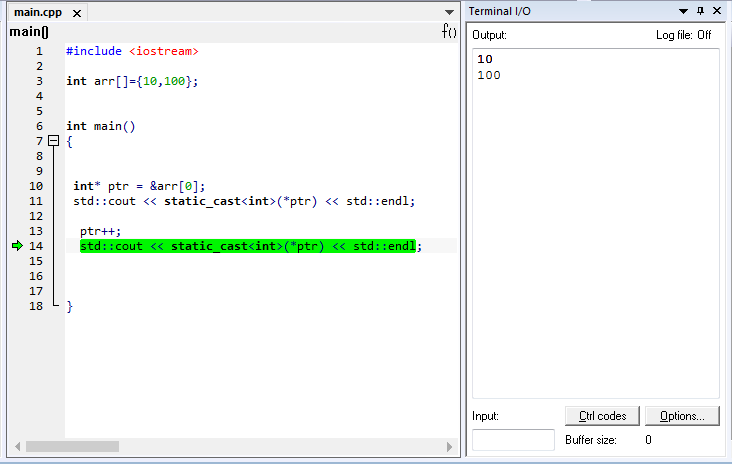 main.cpp
main()
f()
1 #include <iostream>
2
3 int arr[]={10,100};
4
5
6 int main()
7 {
8
9
10 int* ptr = &arr[0];
11 std::cout << static_cast<int>(*ptr) << std::endl;
12
13 ptr++;
14 std::cout << static_cast<int>(*ptr) << std::endl;
15
16
17
18 }
Terminal I/O
Output: Log file: Off
10
100
Input: Ctrl codes Options...
Buffer size: 0